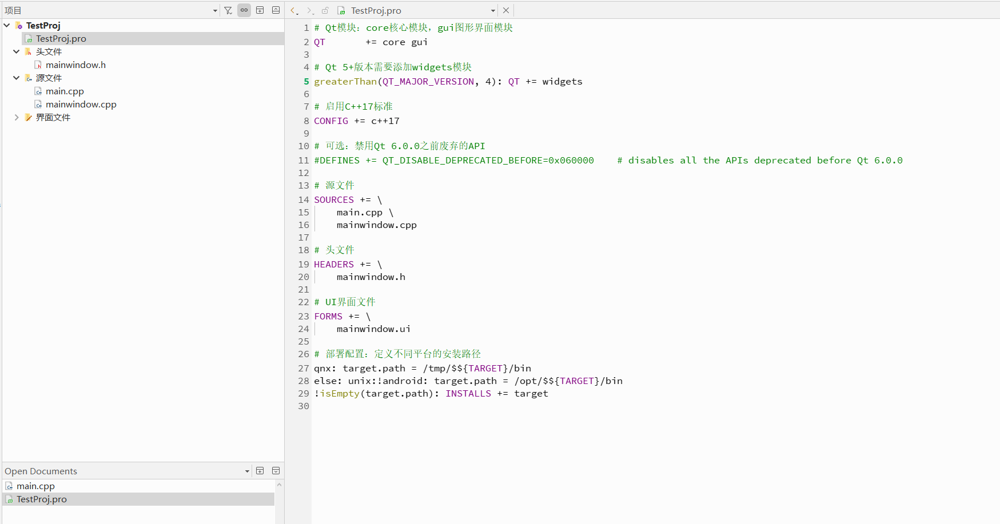 项目
TestProj
TestProj.pro
头文件
mainwindow.h
源文件
main.cpp
mainwindow.cpp
界面文件
Open Documents
main.cpp
TestProj.pro
TestProj.pro
1 # Qt模块：core核心模块，gui图形界面模块
2 QT       += core gui
3
4 # Qt 5+版本需要添加widgets模块
5 greaterThan(QT_MAJOR_VERSION, 4): QT += widgets
6
7 # 启用C++17标准
8 CONFIG += c++17
9
10 # 可选：禁用Qt 6.0.0之前废弃的API
11 #DEFINES += QT_DISABLE_DEPRECATED_BEFORE=0x060000    # disables all the APIs deprecated before Qt 6.0.0
12
13 # 源文件
14 SOURCES += \
15     main.cpp \
16     mainwindow.cpp
17
18 # 头文件
19 HEADERS += \
20     mainwindow.h
21
22 # UI界面文件
23 FORMS += \
24     mainwindow.ui
25
26 # 部署配置：定义不同平台的安装路径
27 qnx: target.path = /tmp/$${TARGET}/bin
28 else: unix:!android: target.path = /opt/$${TARGET}/bin
29 !isEmpty(target.path): INSTALLS += target
30